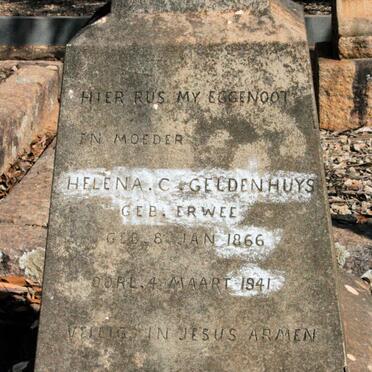 HIER RUS MY EGGENOOT
EN MOEDER
HELENA. C. GELDENHUYS
GEB. ERWEE
GEB. 8. JAN 1866
OORL. 4. MAART 1941
VEILIG IN JESUS ARMEN